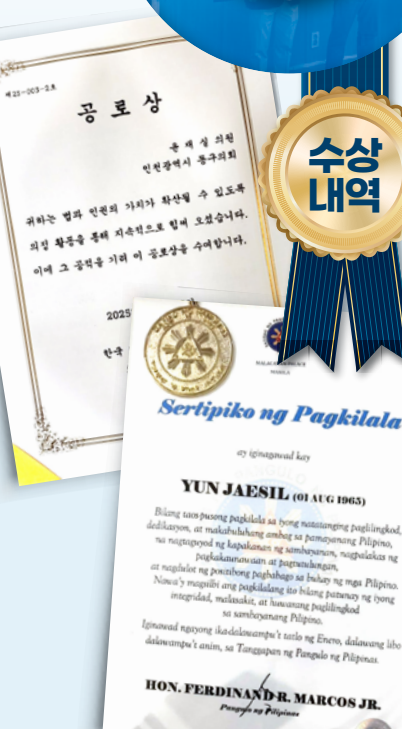 제23-003-2호
공 로 상
윤 재 실 의원
인천광역시 동구의회
귀하는 법과 인권의 가치가 확산될 수 있도록
의정 활동을 통해 지속적으로 힘써 오셨습니다.
이에 그 공적을 기려 이 공로상을 수여합니다.
2025
한국
수상
내역
MALACAÑANG PALACE
MANILA
Sertipiko ng Pagkilala
ay iginagawad kay
YUN JAESIL (01 AUG 1965)
Bilang taos-pusong pagkilala sa iyong natatanging paglilingkod,
dedikasyon, at makabuluhang ambag sa pamayanang Pilipino,
na nagtaguyod ng kapakanan ng sambayanan, nagpalakas ng
pagkakaunawaan at pagtutulungan,
at nagdulot ng positibong pagbabago sa buhay ng mga Pilipino.
Nawa'y magsilbi ang pagkilalang ito bilang patunay ng iyong
integridad, malasakit, at huwarang paglilingkod
sa sambayanang Pilipino.
Iginawad ngayong ika-dalawampu't tatlo ng Enero, dalawang libo
dalawampu't anim, sa Tanggapan ng Pangulo ng Pilipinas.
HON. FERDINAND R. MARCOS JR.
Pangulo ng Pilipinas